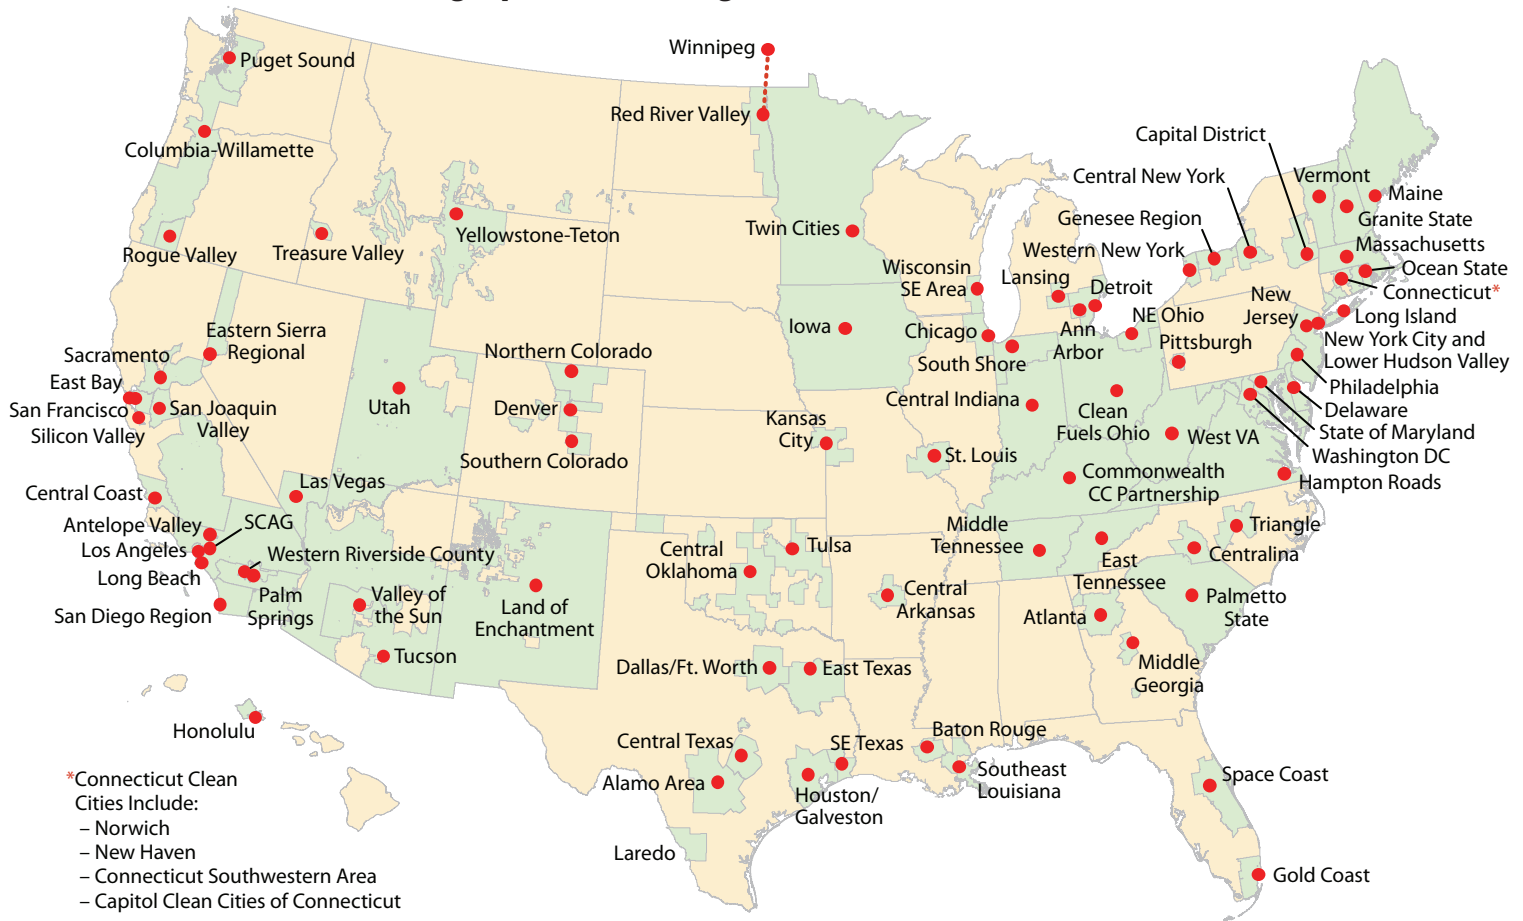 Winnipeg
Puget Sound
Red River Valley
Capital District
Columbia-Willamette
Central New York
Vermont
Maine
Genesee Region
Granite State
Twin Cities
Yellowstone-Teton
Rogue Valley
Treasure Valley
Western New York
Massachusetts
Wisconsin
SE Area
Lansing
Ocean State
Detroit
Connecticut*
New
Jersey
Long Island
NE Ohio
Iowa
Chicago
Ann
Arbor
Eastern Sierra
Regional
New York City and
Lower Hudson Valley
Pittsburgh
Sacramento
Northern Colorado
South Shore
East Bay
Philadelphia
San Francisco
San Joaquin
Valley
Utah
Denver
Central Indiana
Clean
Fuels Ohio
Delaware
Silicon Valley
Kansas
City
West VA
State of Maryland
Washington DC
Southern Colorado
St. Louis
Las Vegas
Commonwealth
CC Partnership
Hampton Roads
Central Coast
Antelope Valley
SCAG
Middle
Tennessee
Triangle
Los Angeles
Western Riverside County
Central
Oklahoma
Tulsa
East
Tennessee
Centralina
Long Beach
Palm
Springs
Valley of
the Sun
Land of
Enchantment
Central
Arkansas
Palmetto
State
San Diego Region
Atlanta
Tucson
Dallas/Ft. Worth
East Texas
Middle
Georgia
Honolulu
Central Texas
SE Texas
Baton Rouge
Alamo Area
Houston/
Galveston
Southeast
Louisiana
Space Coast
Laredo
Gold Coast
*Connecticut Clean
Cities Include:
– Norwich
– New Haven
– Connecticut Southwestern Area
– Capitol Clean Cities of Connecticut